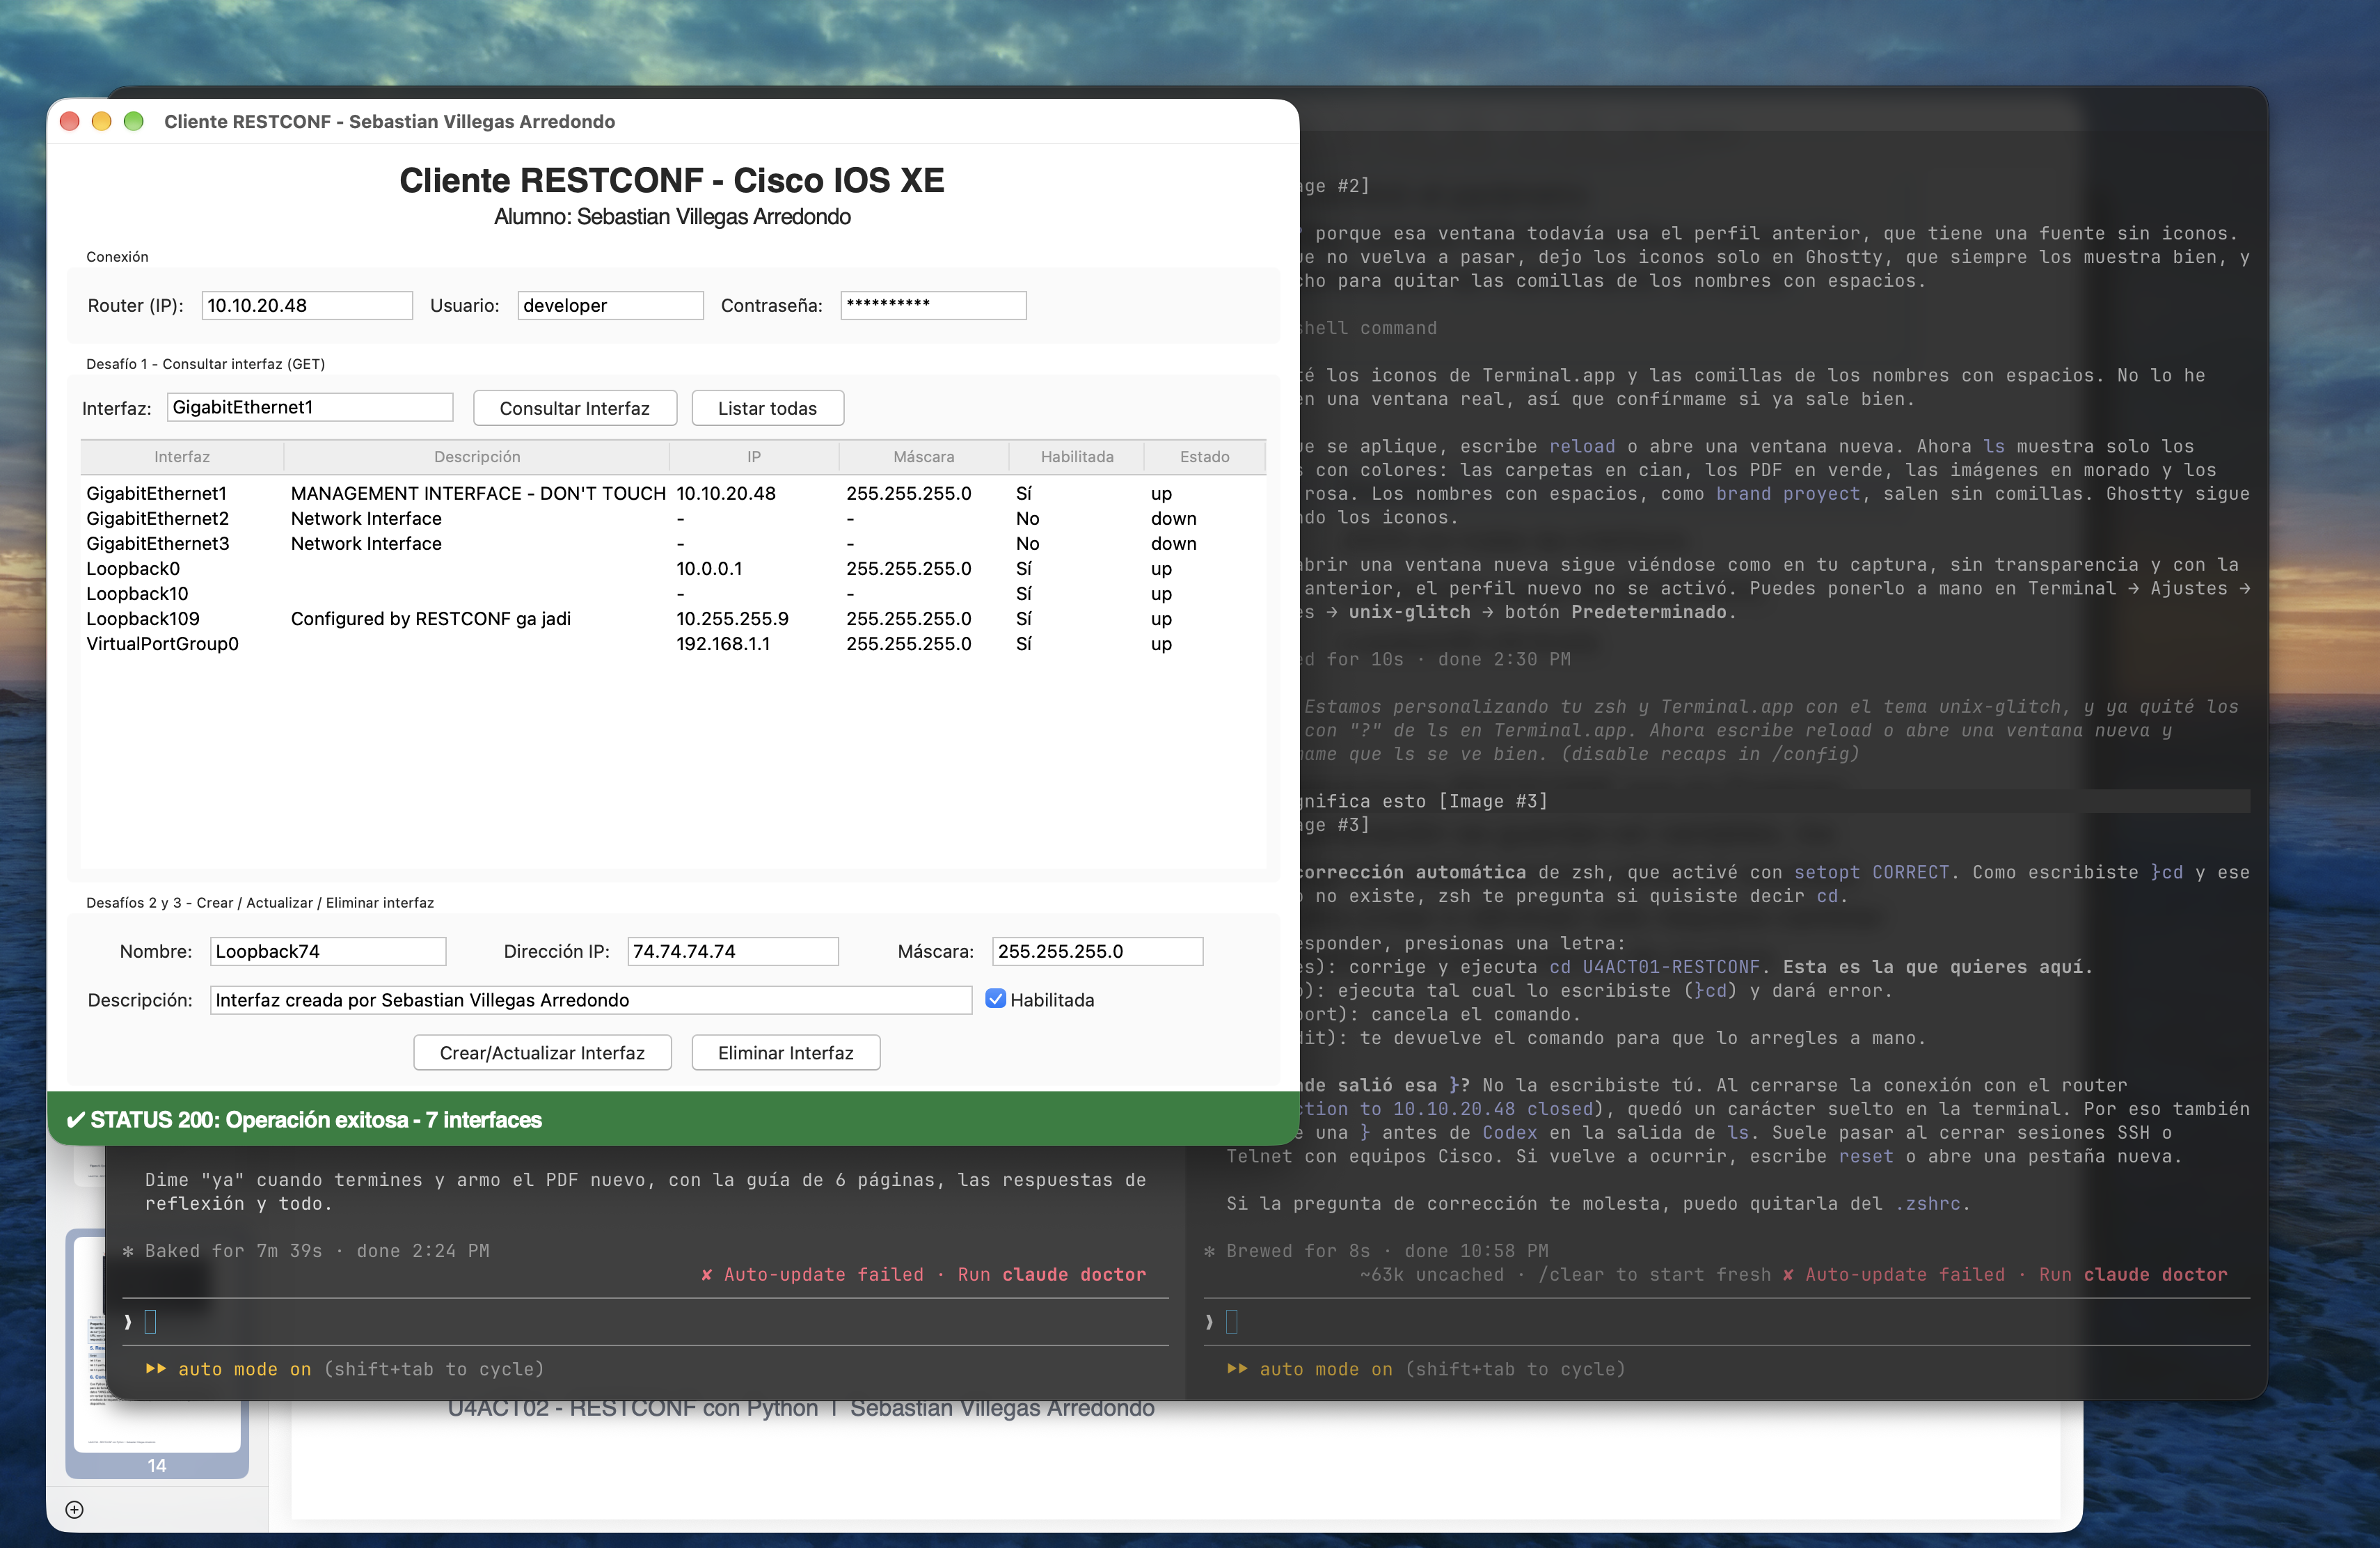 Cliente RESTCONF - Sebastian Villegas Arredondo
Cliente RESTCONF - Cisco IOS XE
Alumno: Sebastian Villegas Arredondo
Conexión
Router (IP): 10.10.20.48 Usuario: developer Contraseña: **********
Desafío 1 - Consultar interfaz (GET)
Interfaz: GigabitEthernet1 Consultar Interfaz Listar todas
Interfaz Descripción IP Máscara Habilitada Estado
GigabitEthernet1 MANAGEMENT INTERFACE - DON'T TOUCH 10.10.20.48 255.255.255.0 Sí up
GigabitEthernet2 Network Interface - - No down
GigabitEthernet3 Network Interface - - No down
Loopback0 10.0.0.1 255.255.255.0 Sí up
Loopback10 - - Sí up
Loopback109 Configured by RESTCONF ga jadi 10.255.255.9 255.255.255.0 Sí up
VirtualPortGroup0 192.168.1.1 255.255.255.0 Sí up
Desafíos 2 y 3 - Crear / Actualizar / Eliminar interfaz
Nombre: Loopback74 Dirección IP: 74.74.74.74 Máscara: 255.255.255.0
Descripción: Interfaz creada por Sebastian Villegas Arredondo Habilitada
Crear/Actualizar Interfaz Eliminar Interfaz
✔ STATUS 200: Operación exitosa - 7 interfaces
Dime "ya" cuando termines y armo el PDF nuevo, con la guía de 6 páginas, las respuestas de
reflexión y todo.
✻ Baked for 7m 39s · done 2:24 PM
✘ Auto-update failed · Run claude doctor
❯
⏵⏵ auto mode on (shift+tab to cycle)
age #2]
porque esa ventana todavía usa el perfil anterior, que tiene una fuente sin iconos.
ue no vuelva a pasar, dejo los iconos solo en Ghostty, que siempre los muestra bien, y
cho para quitar las comillas de los nombres con espacios.
shell command
té los iconos de Terminal.app y las comillas de los nombres con espacios. No lo he
en una ventana real, así que confírmame si ya sale bien.
ue se aplique, escribe reload o abre una ventana nueva. Ahora ls muestra solo los
s con colores: las carpetas en cian, los PDF en verde, las imágenes en morado y los
rosa. Los nombres con espacios, como brand proyect, salen sin comillas. Ghostty sigue
ndo los iconos.
brir una ventana nueva sigue viéndose como en tu captura, sin transparencia y con la
anterior, el perfil nuevo no se activó. Puedes ponerlo a mano en Terminal → Ajustes →
es → unix-glitch → botón Predeterminado.
ed for 10s · done 2:30 PM
Estamos personalizando tu zsh y Terminal.app con el tema unix-glitch, y ya quité los
con "?" de ls en Terminal.app. Ahora escribe reload o abre una ventana nueva y
mame que ls se ve bien. (disable recaps in /config)
gnifica esto [Image #3]
age #3]
corrección automática de zsh, que activé con setopt CORRECT. Como escribiste }cd y ese
o no existe, zsh te pregunta si quisiste decir cd.
esponder, presionas una letra:
es): corrige y ejecuta cd U4ACT01-RESTCONF. Esta es la que quieres aquí.
o): ejecuta tal cual lo escribiste (}cd) y dará error.
ort): cancela el comando.
dit): te devuelve el comando para que lo arregles a mano.
nde salió esa }? No la escribiste tú. Al cerrarse la conexión con el router
ction to 10.10.20.48 closed), quedó un carácter suelto en la terminal. Por eso también
e una } antes de Codex en la salida de ls. Suele pasar al cerrar sesiones SSH o
Telnet con equipos Cisco. Si vuelve a ocurrir, escribe reset o abre una pestaña nueva.
Si la pregunta de corrección te molesta, puedo quitarla del .zshrc.
✻ Brewed for 8s · done 10:58 PM
~63k uncached · /clear to start fresh ✘ Auto-update failed · Run claude doctor
❯
⏵⏵ auto mode on (shift+tab to cycle)
U4ACT02 - RESTCONF con Python | Sebastian Villegas Arredondo
14